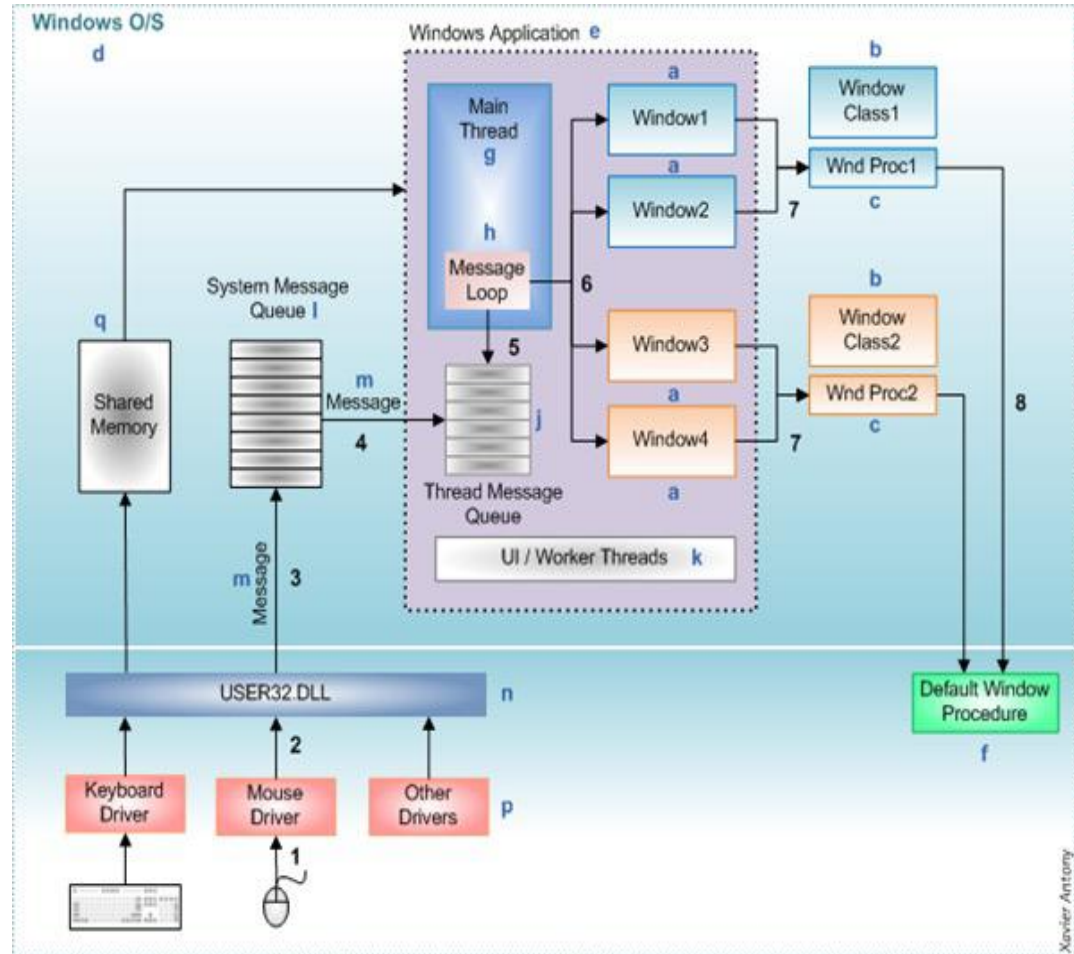 Windows O/S
d
Windows Application e
a
b
Main
Thread
g
Window1
Window
Class1
a
Wnd Proc1
Window2
7
c
h
Message
Loop
6
System Message
Queue l
b
q
5
Window3
Window
Class2
Shared
Memory
m
Message
4
j
a
Wnd Proc2
8
Window4
7
c
Thread Message
Queue
a
UI / Worker Threads k
m
Message
3
USER32.DLL
n
Default Window
Procedure
f
2
Keyboard
Driver
Mouse
Driver
Other
Drivers
p
1
Xavier Antony